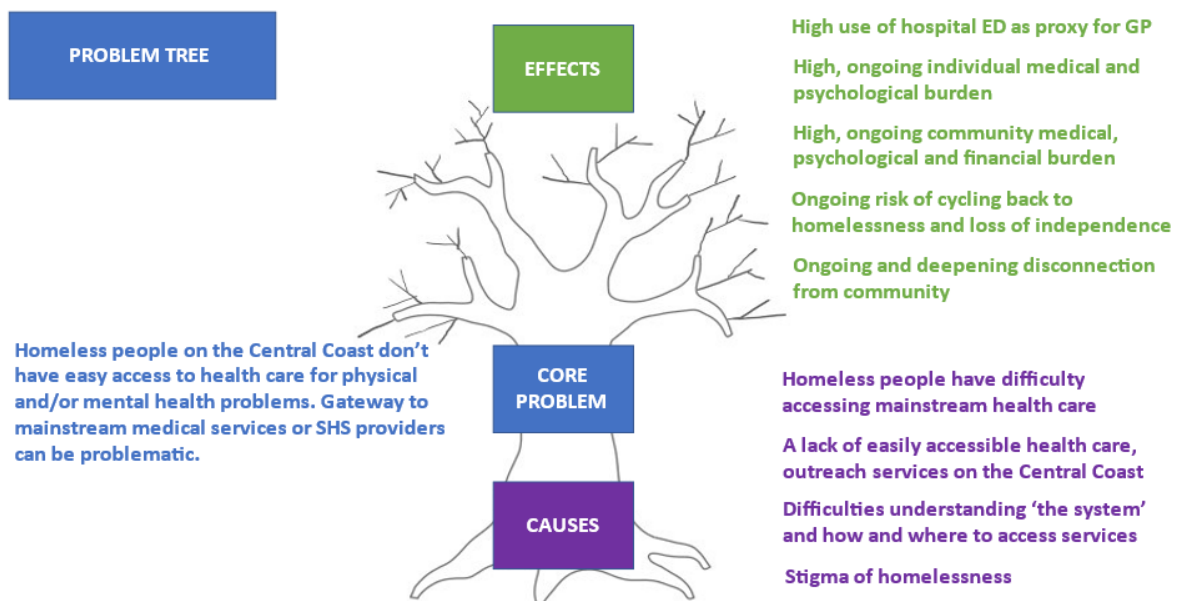 PROBLEM TREE
EFFECTS
High use of hospital ED as proxy for GP
High, ongoing individual medical and
psychological burden
High, ongoing community medical,
psychological and financial burden
Ongoing risk of cycling back to
homelessness and loss of independence
Ongoing and deepening disconnection
from community
Homeless people on the Central Coast don’t
have easy access to health care for physical
and/or mental health problems. Gateway to
mainstream medical services or SHS providers
can be problematic.
CORE
PROBLEM
Homeless people have difficulty
accessing mainstream health care
A lack of easily accessible health care,
outreach services on the Central Coast
Difficulties understanding ‘the system’
and how and where to access services
Stigma of homelessness
CAUSES